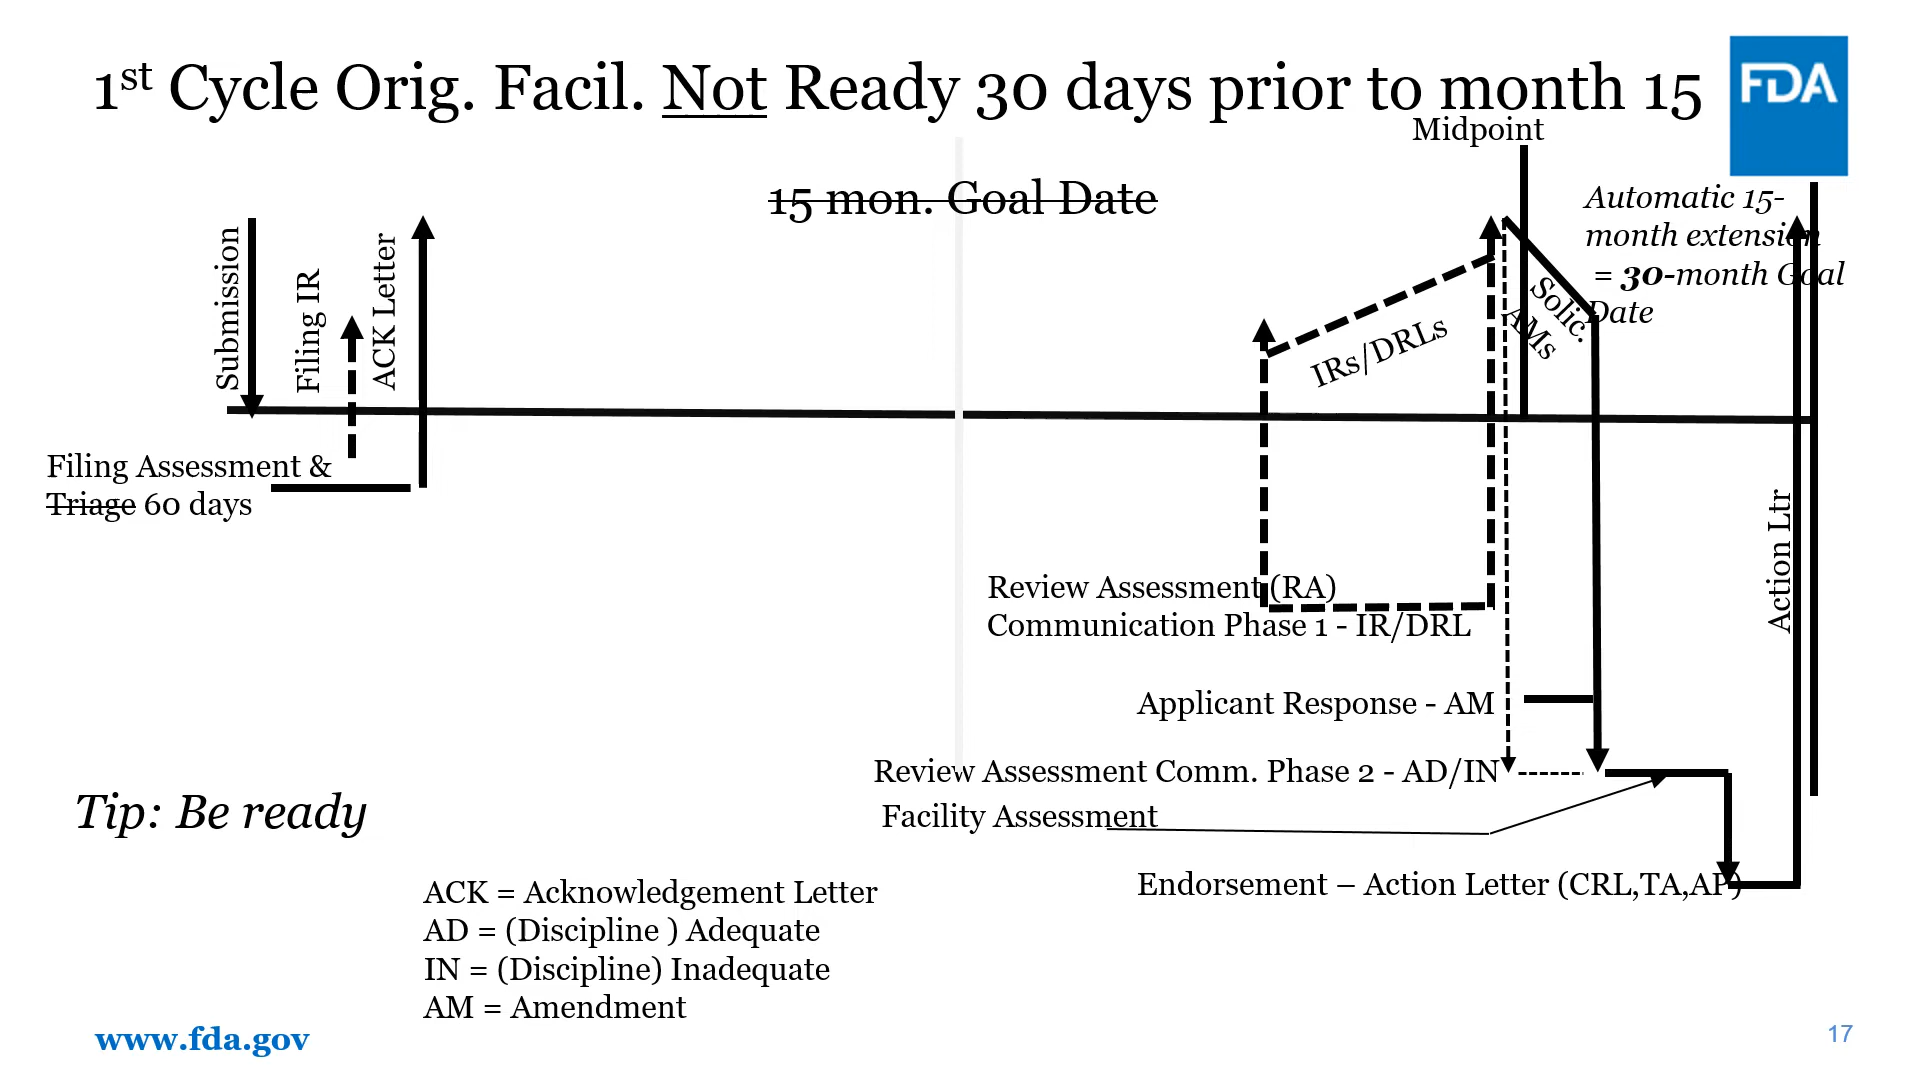 1st Cycle Orig. Facil. Not Ready 30 days prior to month 15
FDA
Midpoint
15 mon. Goal Date
Automatic 15-
month extension
= 30-month Goal
Date
Submission
Filing IR
ACK Letter
IRs/DRLs
Solic.
AMs
Filing Assessment &
Triage 60 days
Action Ltr
Review Assessment (RA)
Communication Phase 1 - IR/DRL
Applicant Response - AM
Review Assessment Comm. Phase 2 - AD/IN
Facility Assessment
Tip: Be ready
Endorsement – Action Letter (CRL,TA,AP)
ACK = Acknowledgement Letter
AD = (Discipline ) Adequate
IN = (Discipline) Inadequate
AM = Amendment
www.fda.gov
17